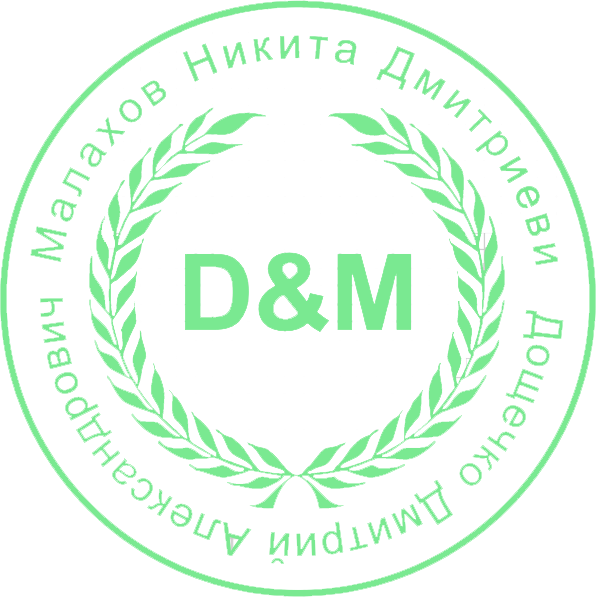 Малахов Никита Дмитриеви Дощечко Дмитрий Александрович
D&M